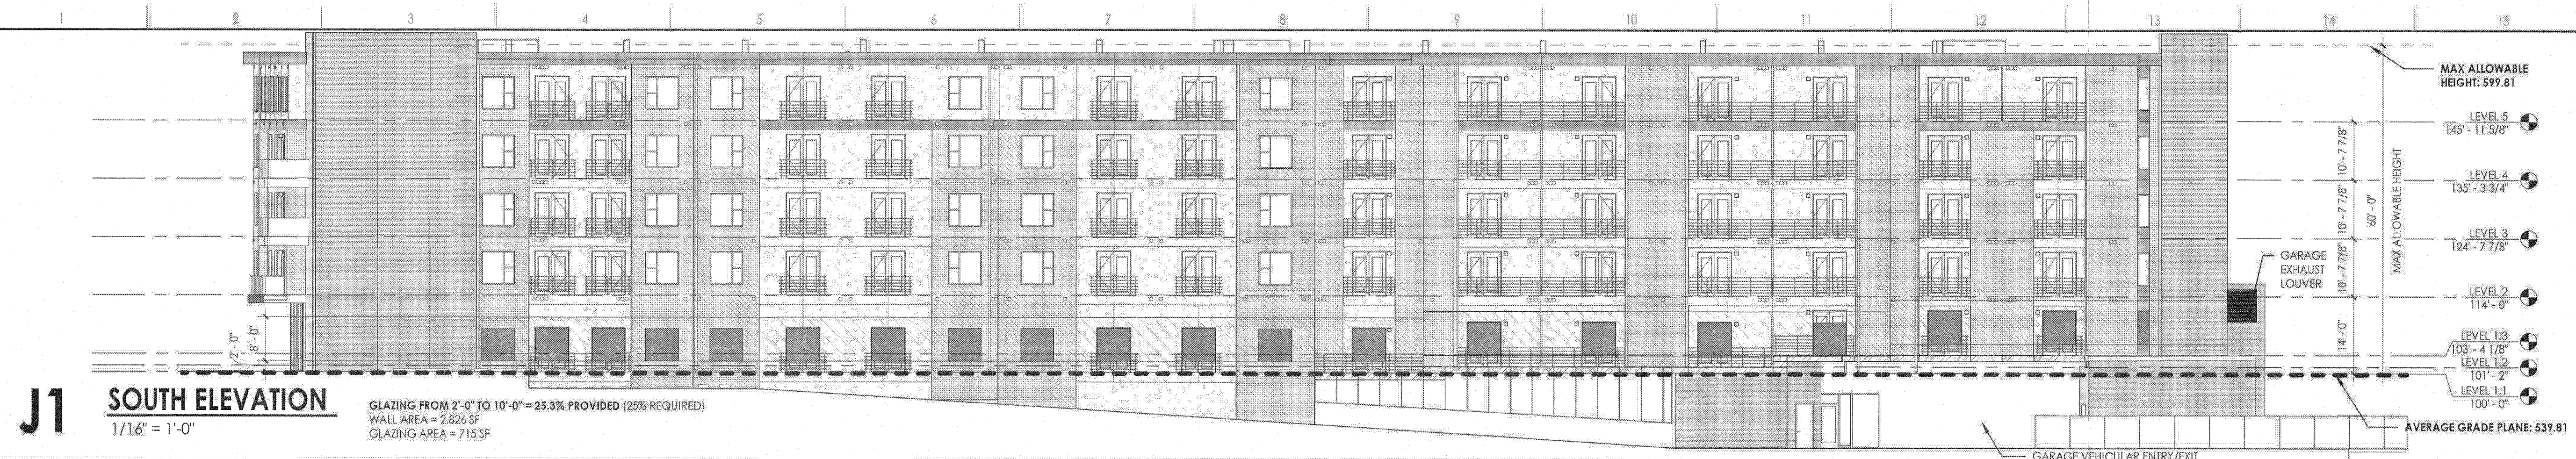 1 2 3 4 5 6 7 8 9 10 11 12 13 14 15
MAX ALLOWABLE
HEIGHT: 599.81
LEVEL 5
145' - 11 5/8"
10' - 7 7/8"
LEVEL 4
135' - 3 3/4"
10' - 7 7/8"
60' - 0"
MAX ALLOWABLE HEIGHT
LEVEL 3
124' - 7 7/8"
10' - 7 7/8"
GARAGE
EXHAUST
LOUVER
LEVEL 2
114' - 0"
14' - 0"
LEVEL 1.3
103' - 4 1/8"
LEVEL 1.2
101' - 2"
LEVEL 1.1
100' - 0"
2' - 0"
8' - 0"
J1
SOUTH ELEVATION
1/16" = 1'-0"
GLAZING FROM 2'-0" TO 10'-0" = 25.3% PROVIDED (25% REQUIRED)
WALL AREA = 2,826 SF
GLAZING AREA = 715 SF
AVERAGE GRADE PLANE: 539.81
GARAGE VEHICULAR ENTRY/EXIT